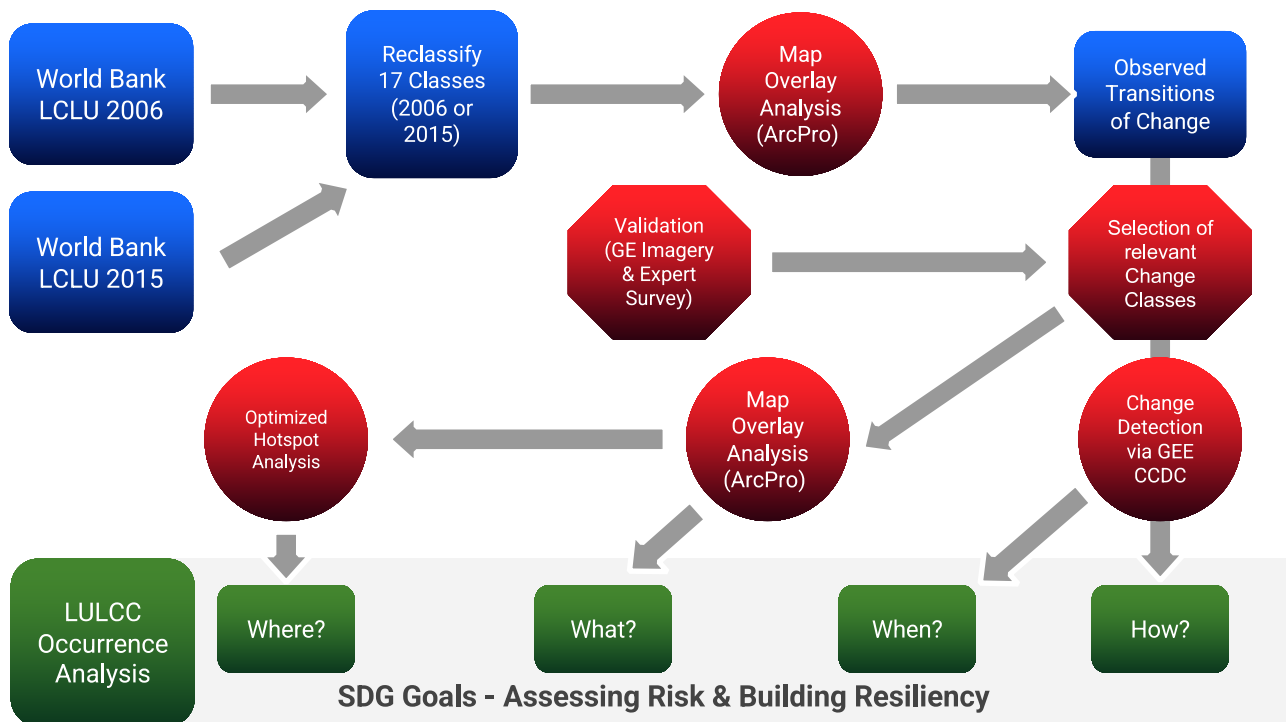 World Bank
LCLU 2006
Reclassify
17 Classes
(2006 or
2015)
Map
Overlay
Analysis
(ArcPro)
Observed
Transitions
of Change
World Bank
LCLU 2015
Validation
(GE Imagery
& Expert
Survey)
Selection of
relevant
Change
Classes
Optimized
Hotspot
Analysis
Map
Overlay
Analysis
(ArcPro)
Change
Detection
via GEE
CCDC
LULCC
Occurrence
Analysis
Where?
What?
When?
How?
SDG Goals - Assessing Risk & Building Resiliency